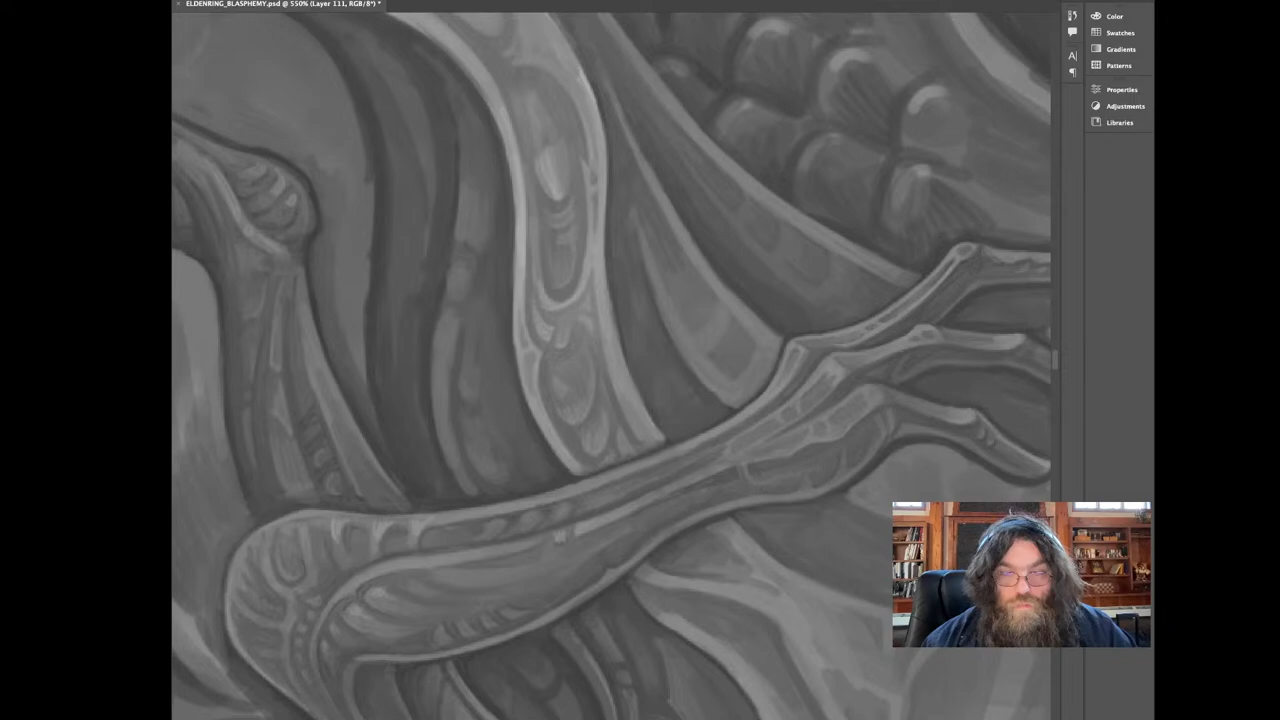 × ELDENRING_BLASPHEMY.psd @ 550% (Layer 111, RGB/8*) *
Color
Swatches
Gradients
Patterns
Properties
Adjustments
Libraries